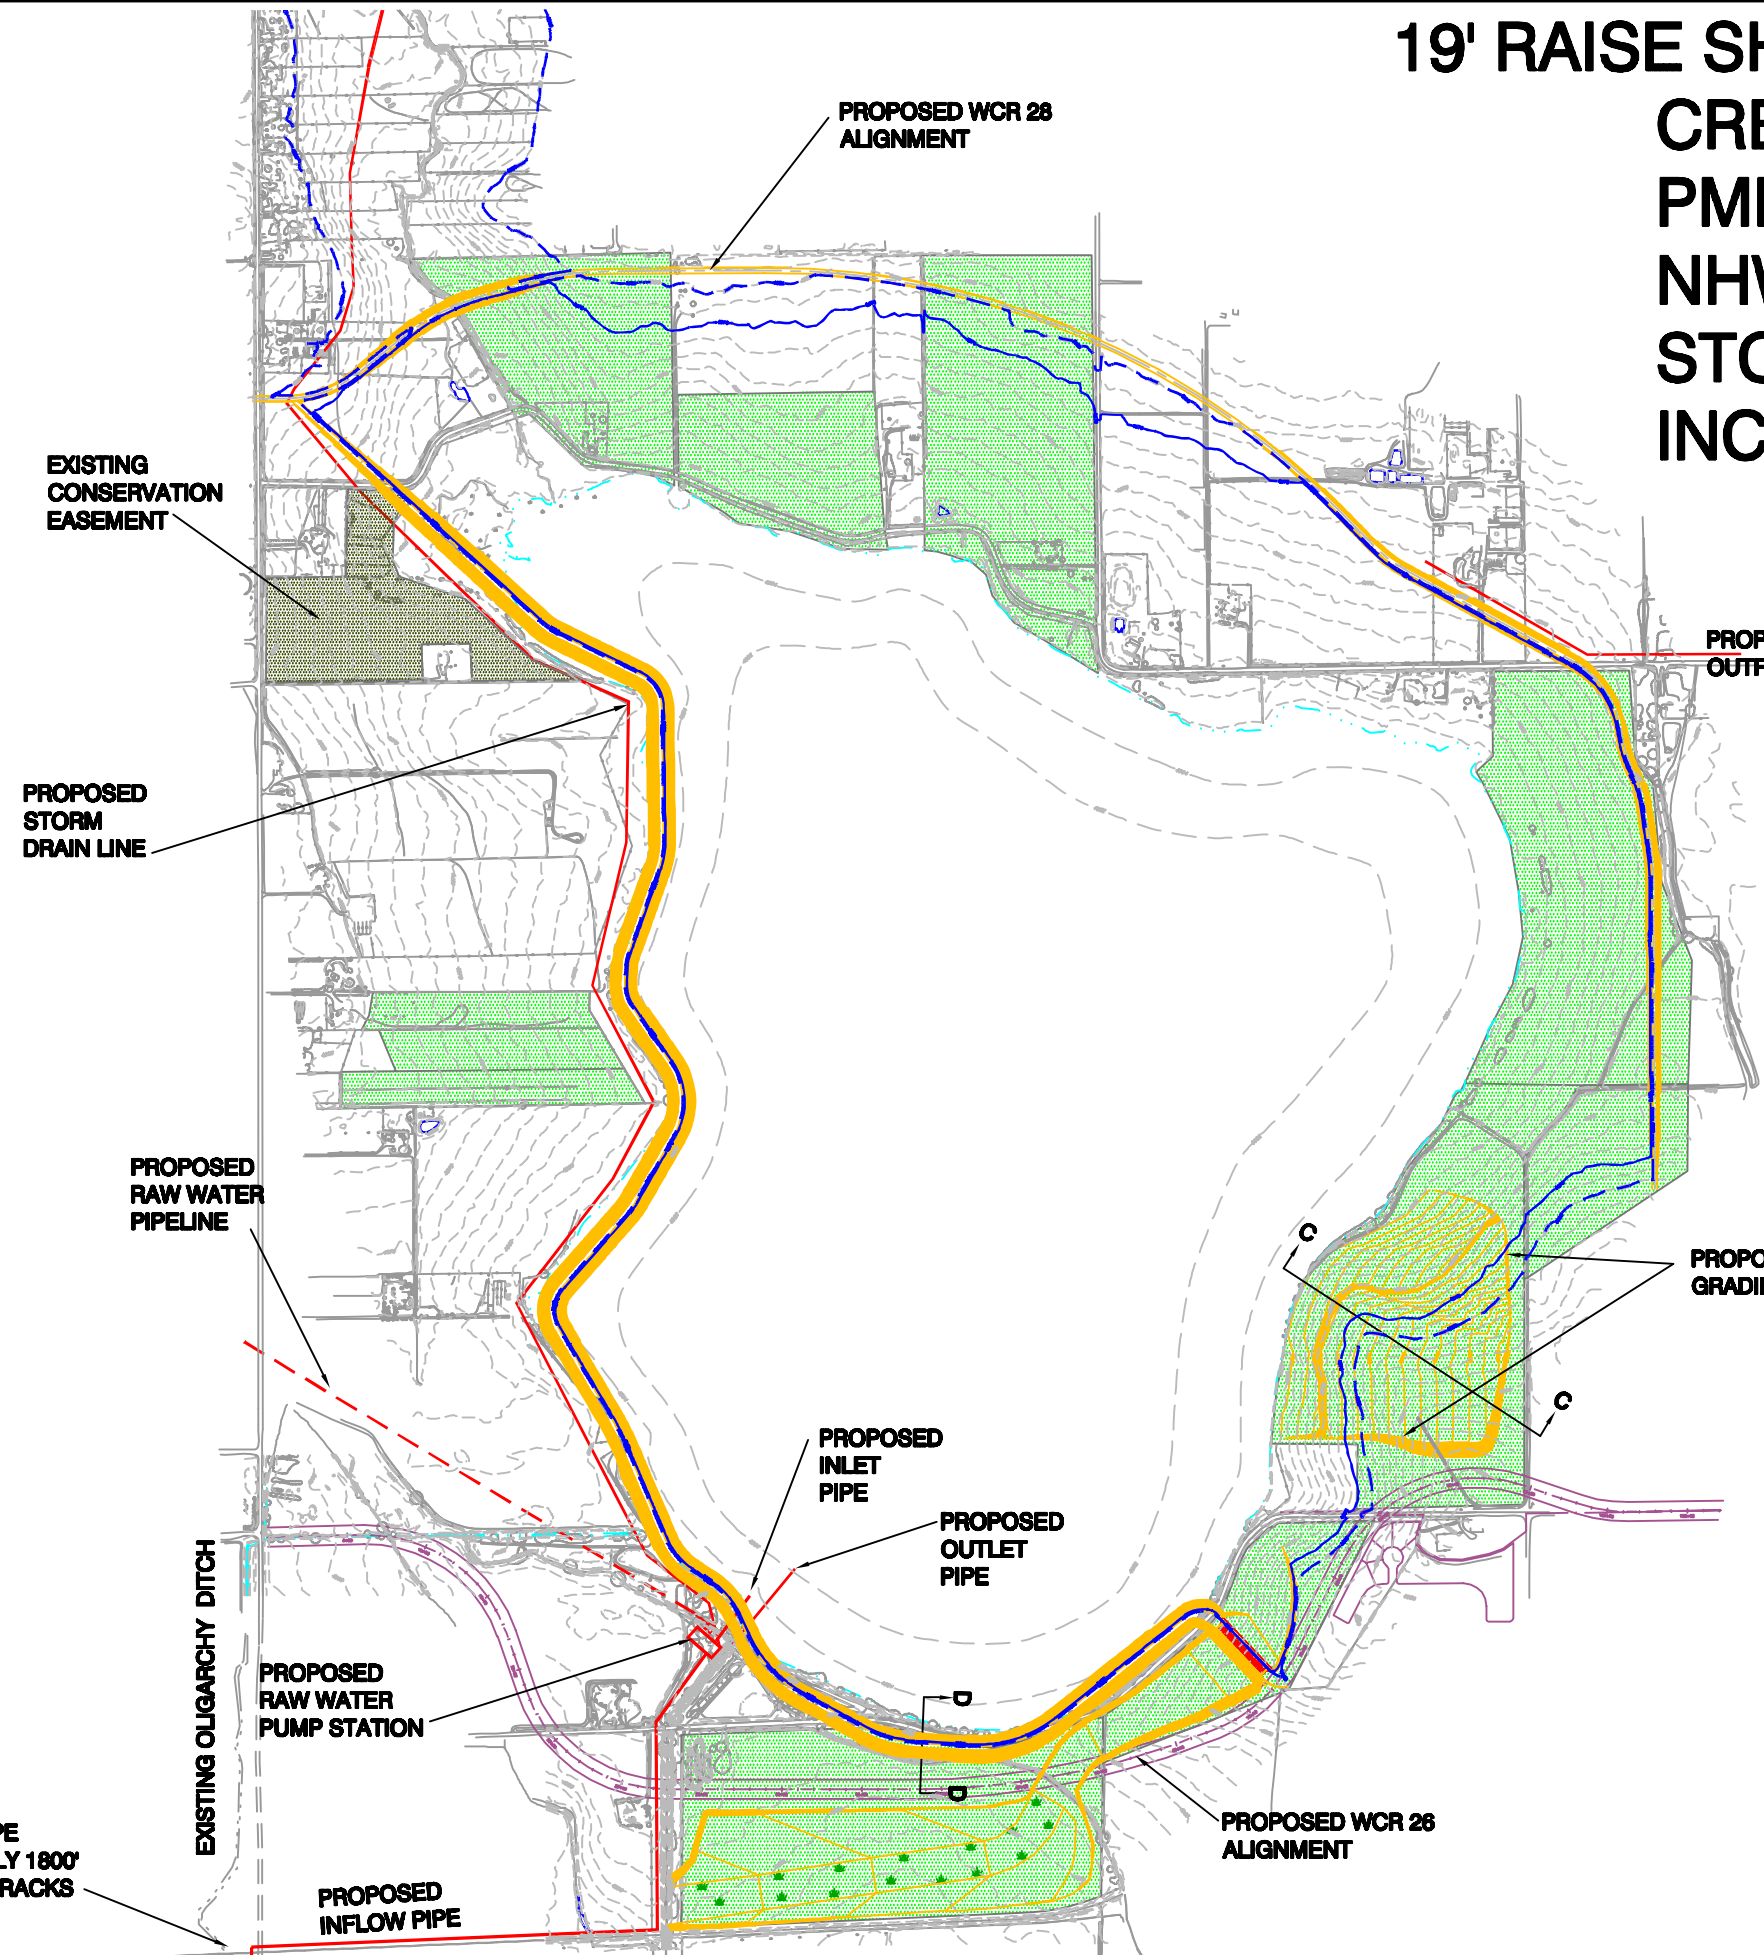 19' RAISE SH
CRE
PM
NHW
STO
INC
PROPOSED WCR 28
ALIGNMENT
EXISTING
CONSERVATION
EASEMENT
PROP
OUTF
PROPOSED
STORM
DRAIN LINE
PROPOSED
RAW WATER
PIPELINE
C
PROPO
GRADI
C
PROPOSED
INLET
PIPE
PROPOSED
OUTLET
PIPE
EXISTING OLIGARCHY DITCH
PROPOSED
RAW WATER
PUMP STATION
D
D
PROPOSED WCR 26
ALIGNMENT
PE
LY 1800'
RACKS
PROPOSED
INFLOW PIPE